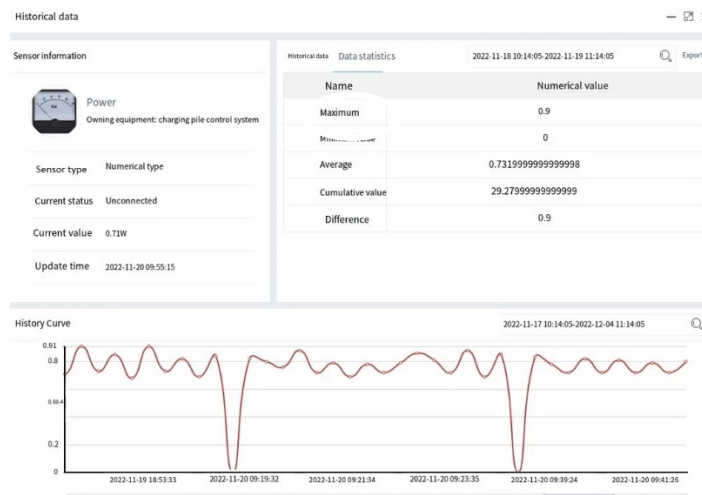 Historical data
Sensor information
Power
Owning equipment: charging pile control system
Sensor type Numerical type
Current status Unconnected
Current value 0.71W
Update time 2022-11-20 09:55:15
Historical data Data statistics 2022-11-18 10:14:05-2022-11-19 11:14:05 Export
Name Numerical value
Maximum 0.9
0
Average 0.7319999999999998
Cumulative value 29.27999999999999
Difference 0.9
History Curve 2022-11-17 10:14:05-2022-12-04 11:14:05
0.91
0.8
0.60.4
0.2
0
2022-11-19 18:53:33 2022-11-20 09:19:32 2022-11-20 09:21:34 2022-11-20 09:23:35 2022-11-20 09:39:24 2022-11-20 09:41:26